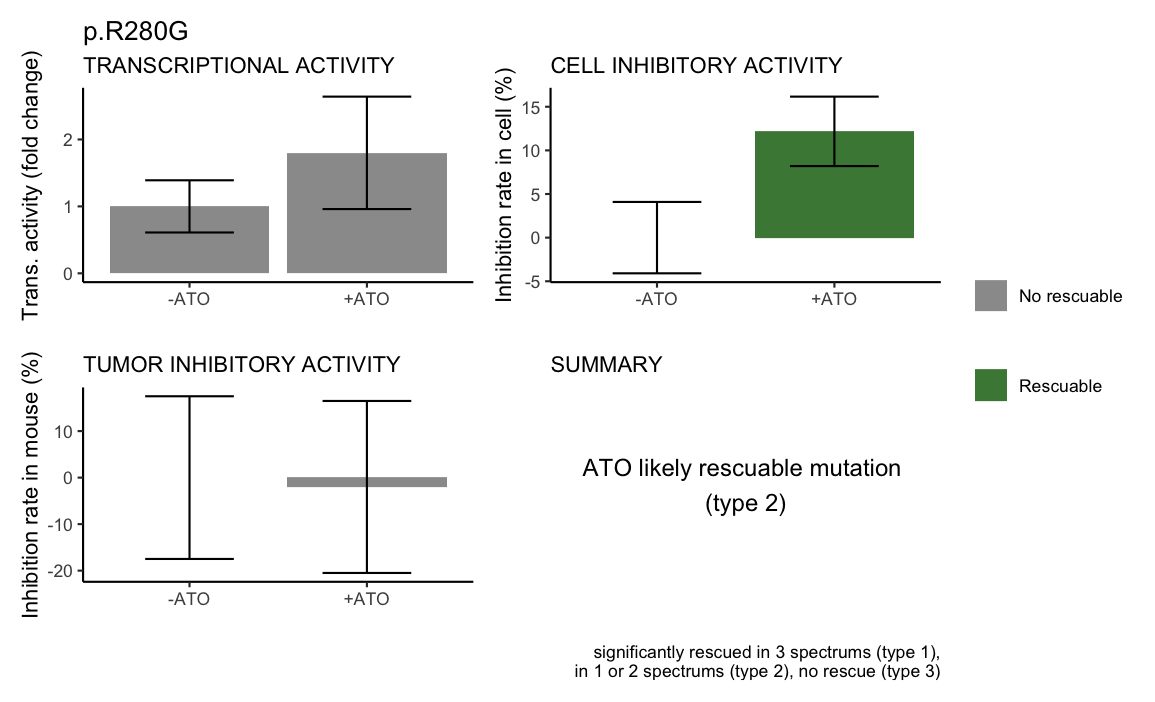 p.R280G
TRANSCRIPTIONAL ACTIVITY
Trans. activity (fold change)
2
1
0
-ATO
+ATO
CELL INHIBITORY ACTIVITY
Inhibition rate in cell (%)
15
10
5
0
-5
-ATO
+ATO
No rescuable
Rescuable
TUMOR INHIBITORY ACTIVITY
Inhibition rate in mouse (%)
10
0
-10
-20
-ATO
+ATO
SUMMARY
ATO likely rescuable mutation
(type 2)
significantly rescued in 3 spectrums (type 1),
in 1 or 2 spectrums (type 2), no rescue (type 3)